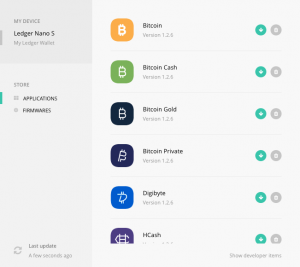 MY DEVICE
Ledger Nano S
My Ledger Wallet
STORE
APPLICATIONS
FIRMWARES
Last update
A few seconds ago
Bitcoin
Version 1.2.6
Bitcoin Cash
Version 1.2.6
Bitcoin Gold
Version 1.2.6
Bitcoin Private
Version 1.2.6
Digibyte
Version 1.2.6
HCash
Version 1.2.6
Show developer items